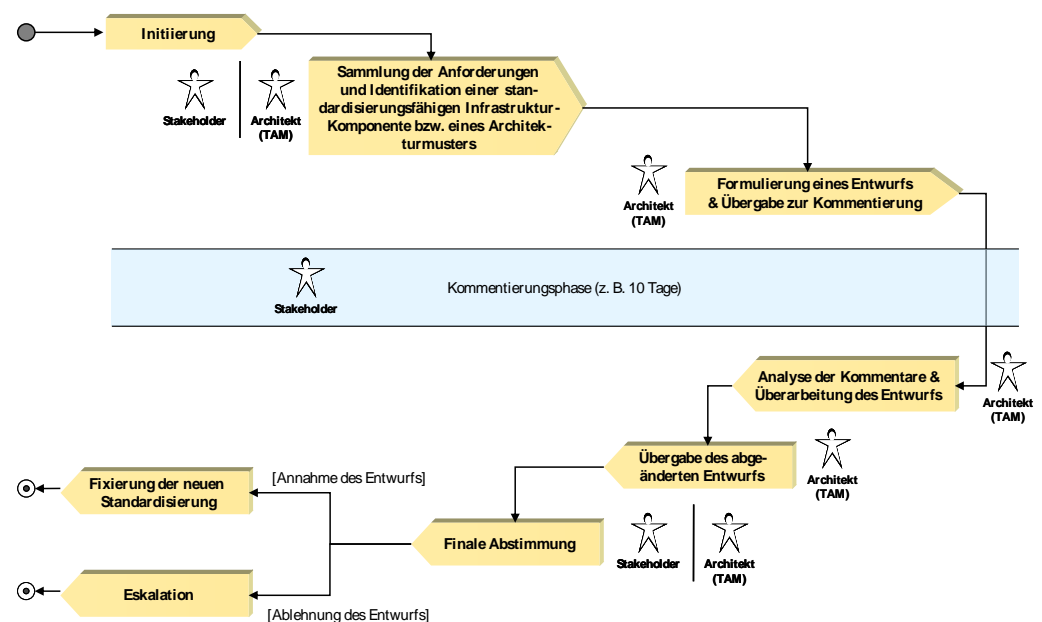 Initiierung
Sammlung der Anforderungen
und Identifikation einer stan-
dardisierungsfähigen Infrastruktur-
Komponente bzw. eines Architek-
turmusters
Stakeholder
Architekt
(TAM)
Formulierung eines Entwurfs
& Übergabe zur Kommentierung
Architekt
(TAM)
Kommentierungsphase (z. B. 10 Tage)
Stakeholder
Analyse der Kommentare &
Überarbeitung des Entwurfs
Architekt
(TAM)
Übergabe des abge-
änderten Entwurfs
Architekt
(TAM)
Finale Abstimmung
Stakeholder
Architekt
(TAM)
[Annahme des Entwurfs]
Fixierung der neuen
Standardisierung
Eskalation
[Ablehnung des Entwurfs]